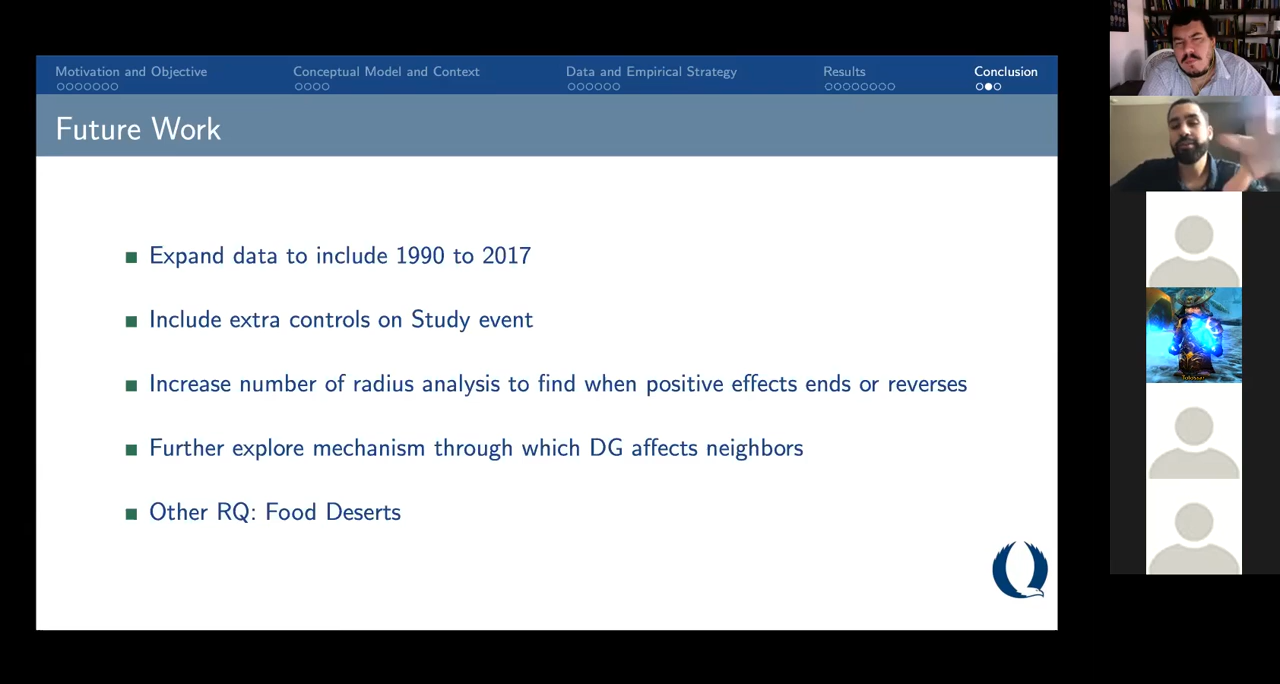 Motivation and Objective
Conceptual Model and Context
Data and Empirical Strategy
Results
Conclusion
Future Work
Expand data to include 1990 to 2017
Include extra controls on Study event
Increase number of radius analysis to find when positive effects ends or reverses
Further explore mechanism through which DG affects neighbors
Other RQ: Food Deserts